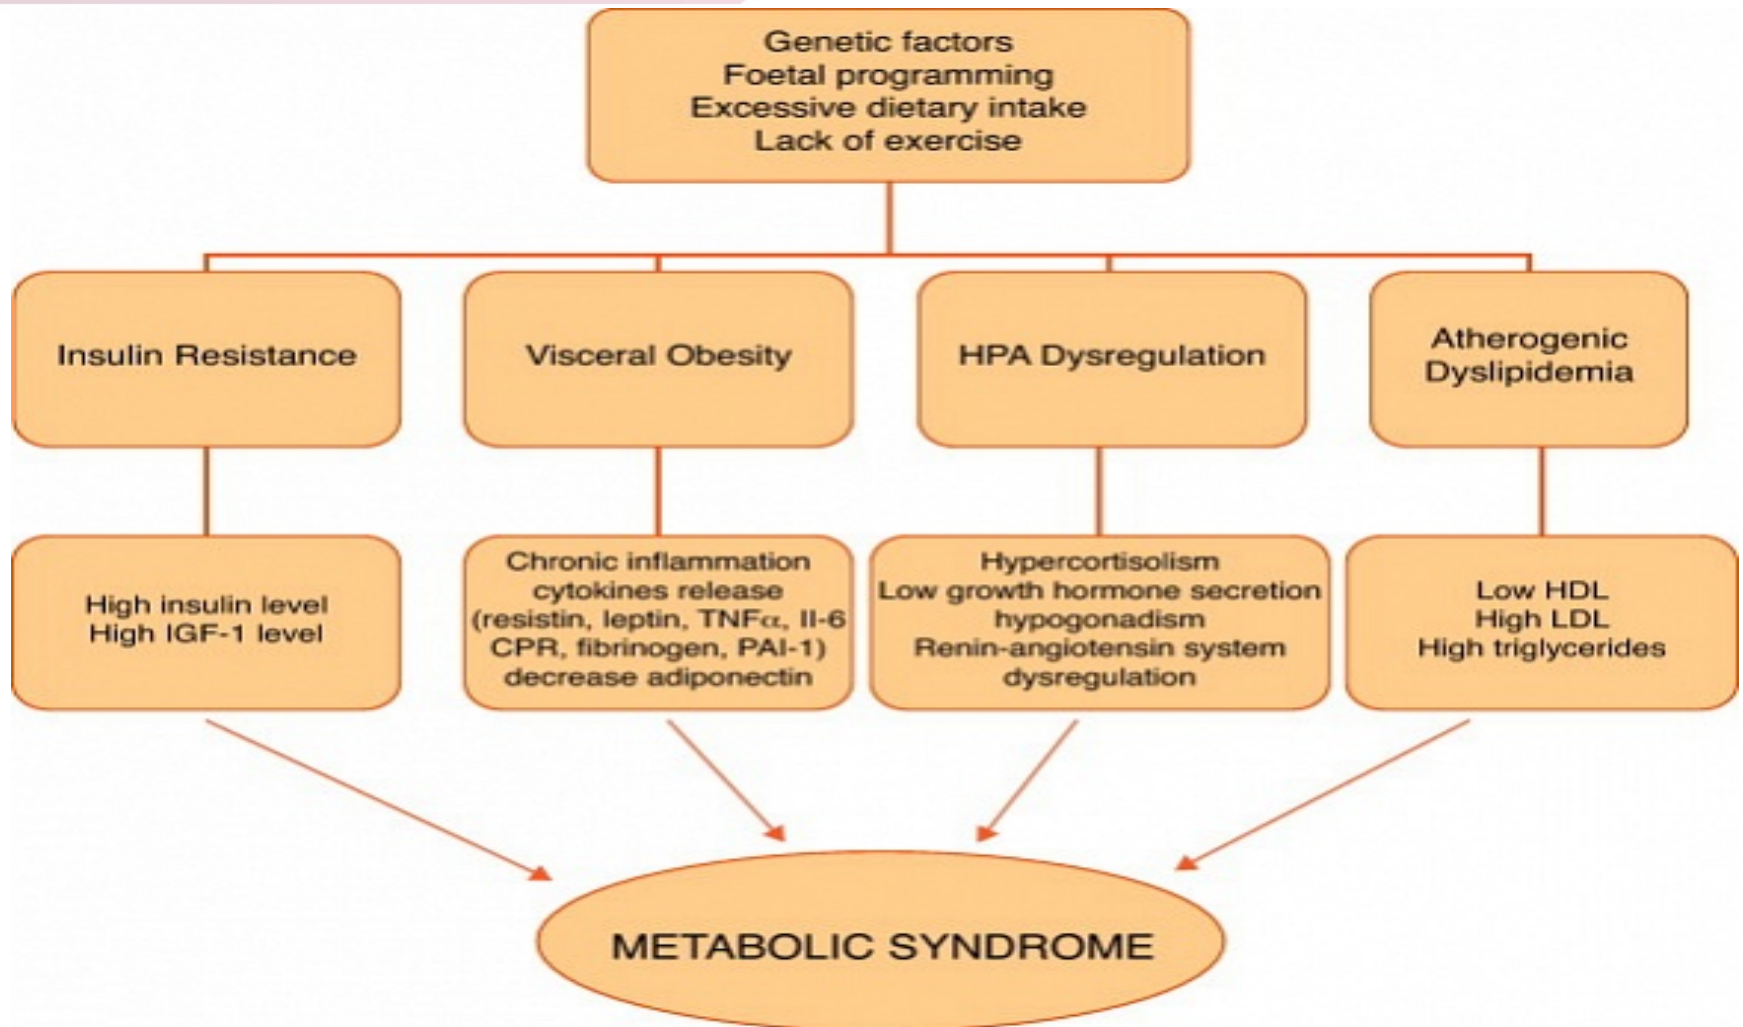 Genetic factors
Foetal programming
Excessive dietary intake
Lack of exercise
Insulin Resistance
Visceral Obesity
HPA Dysregulation
Atherogenic
Dyslipidemia
High insulin level
High IGF-1 level
Chronic inflammation
cytokines release
(resistin, leptin, TNFα, II-6
CPR, fibrinogen, PAI-1)
decrease adiponectin
Hypercortisolism
Low growth hormone secretion
hypogonadism
Renin-angiotensin system
dysregulation
Low HDL
High LDL
High triglycerides
METABOLIC SYNDROME